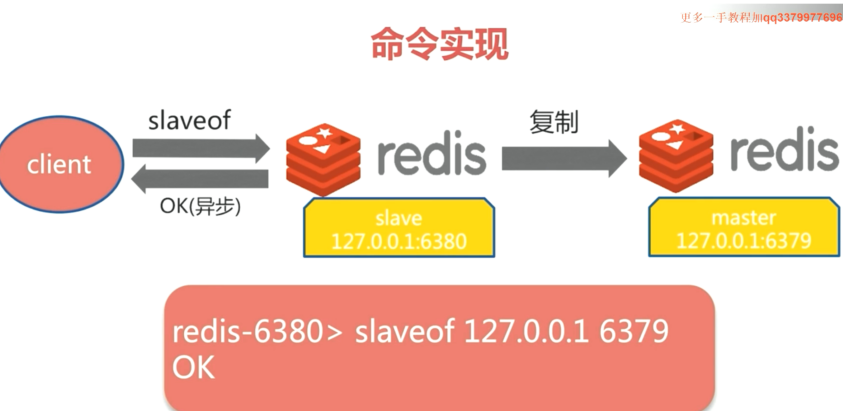 更多一手教程加qq3379977696
命令实现
slaveof
复制
client
redis
redis
OK(异步)
slave
127.0.0.1:6380
master
127.0.0.1:6379
redis-6380> slaveof 127.0.0.1 6379
OK